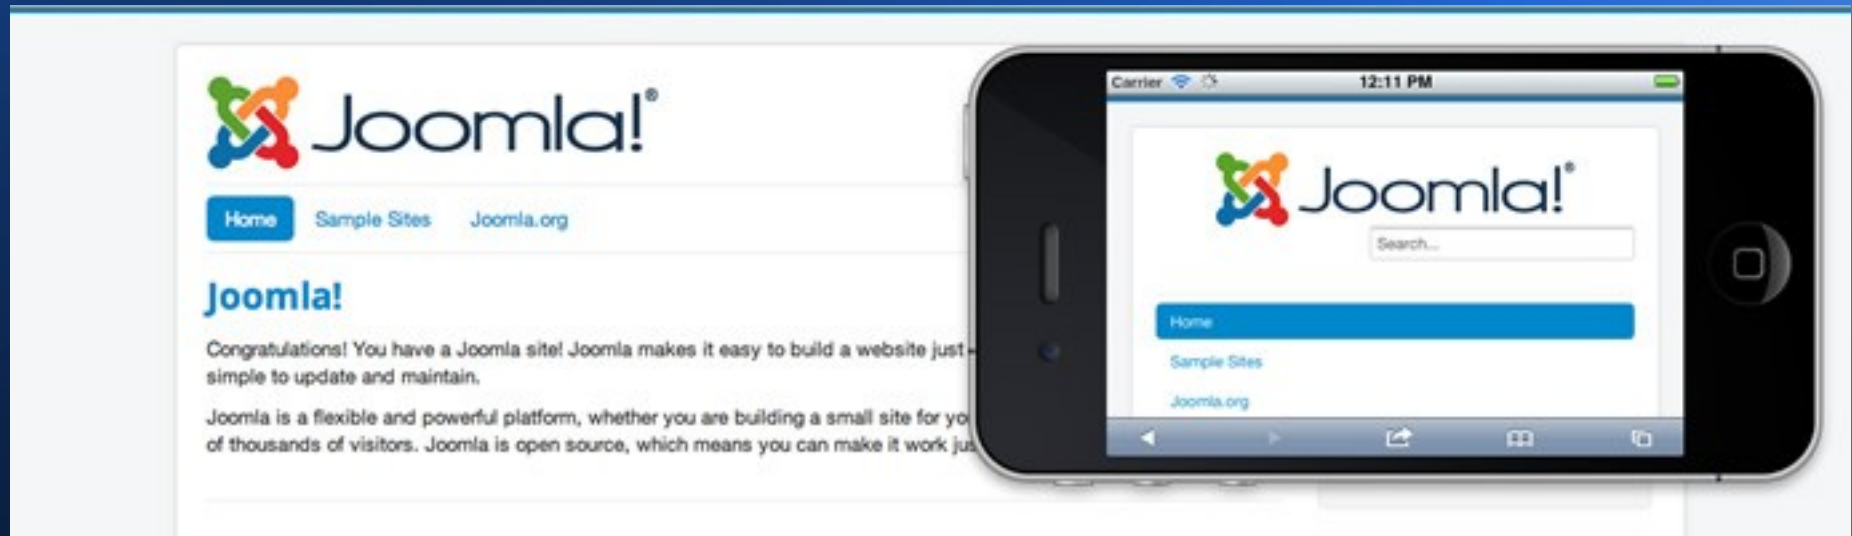 Joomla!®
Home Sample Sites Joomla.org
Joomla!
Congratulations! You have a Joomla site! Joomla makes it easy to build a website just
simple to update and maintain.
Joomla is a flexible and powerful platform, whether you are building a small site for yo
of thousands of visitors. Joomla is open source, which means you can make it work jus
Carrier 12:11 PM
Joomla!®
Search...
Home
Sample Sites
Joomla.org